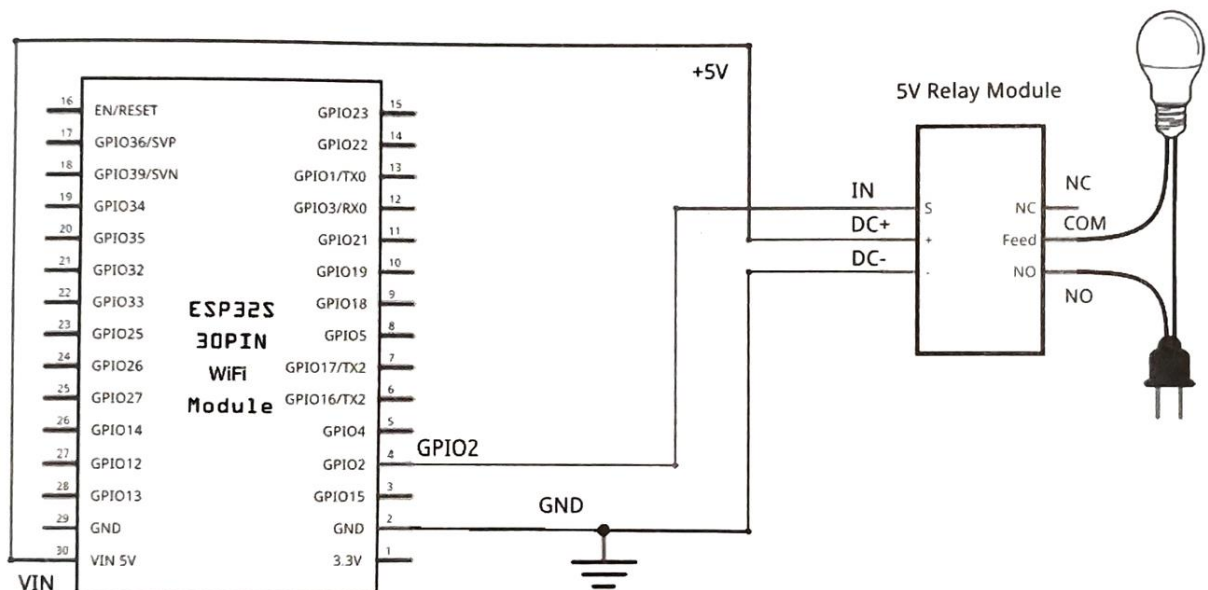 +5V
5V Relay Module
16 EN/RESET GPIO23 15
17 GPIO36/SVP GPIO22 14
18 GPIO39/SVN GPIO1/TX0 13
19 GPIO34 GPIO3/RX0 12
20 GPIO35 GPIO21 11
21 GPIO32 GPIO19 10
22 GPIO33 GPIO18 9
23 GPIO25 GPIO5 8
24 GPIO26 GPIO17/TX2 7
25 GPIO27 GPIO16/TX2 6
26 GPIO14 GPIO4 5
27 GPIO12 GPIO2 4
28 GPIO13 GPIO15 3
29 GND GND 2
30 VIN 5V 3.3V 1
ESP32S
30PIN
WiFi
Module
VIN
GPIO2
GND
IN
DC+
DC-
S NC
+ Feed
- NO
NC
COM
NO